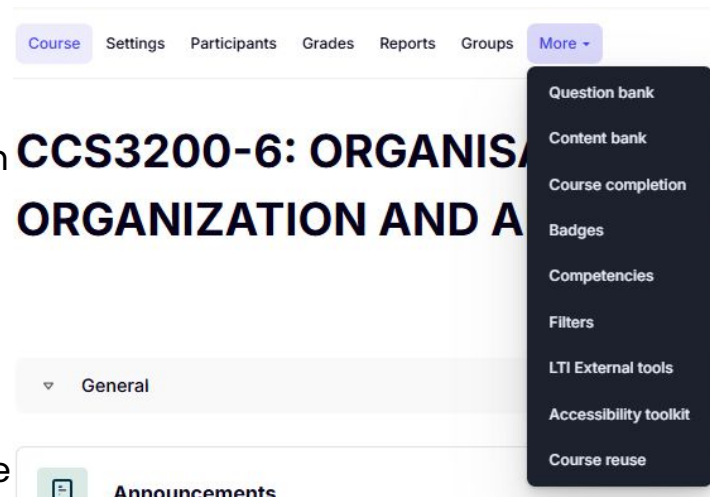 Course Settings Participants Grades Reports Groups More
Question bank
Content bank
Course completion
Badges
Competencies
Filters
LTI External tools
Accessibility toolkit
Course reuse
CCS3200-6: ORGANISA
ORGANIZATION AND A
General
Announcements